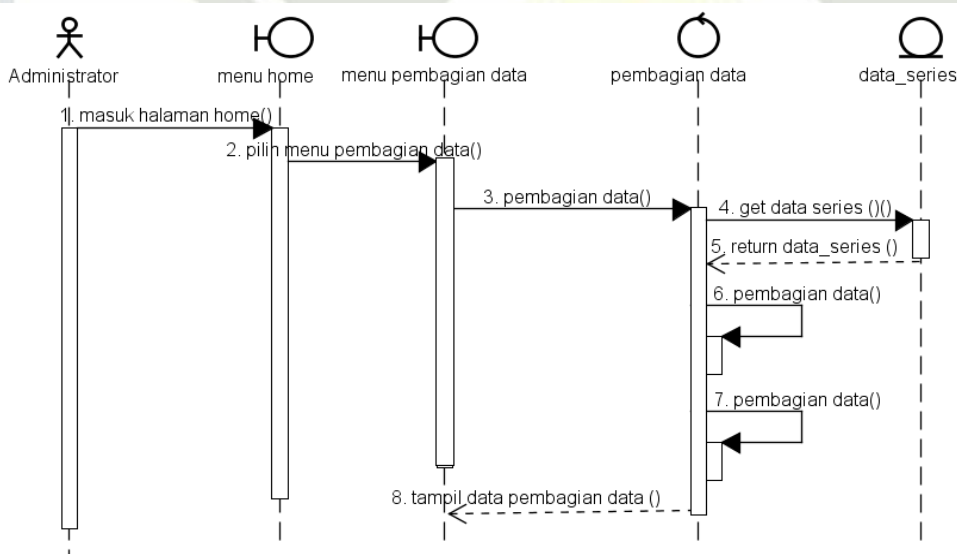 Administrator
menu home
menu pembagian data
pembagian data
data_series
1. masuk halaman home()
2. pilih menu pembagian data()
3. pembagian data()
4. get data series ()()
5. return data_series ()
6. pembagian data()
7. pembagian data()
8. tampil data pembagian data ()